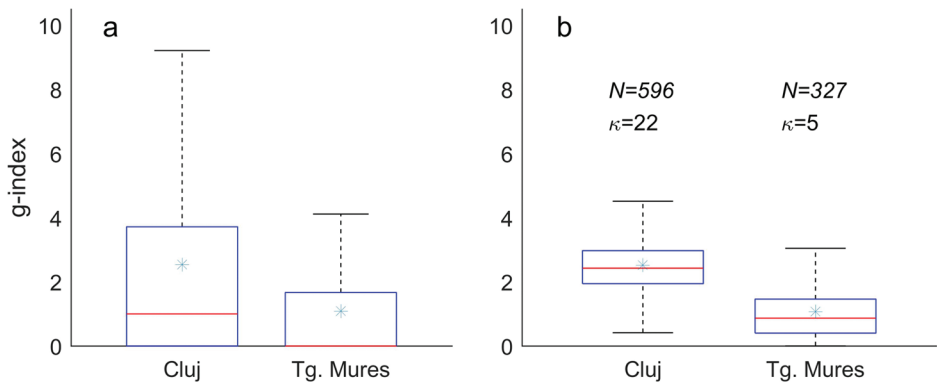 a
10
8
6
4
2
0
g-index
Cluj Tg. Mures
b
10
8
6
4
2
0
N=596 N=327
κ=22 κ=5
Cluj Tg. Mures